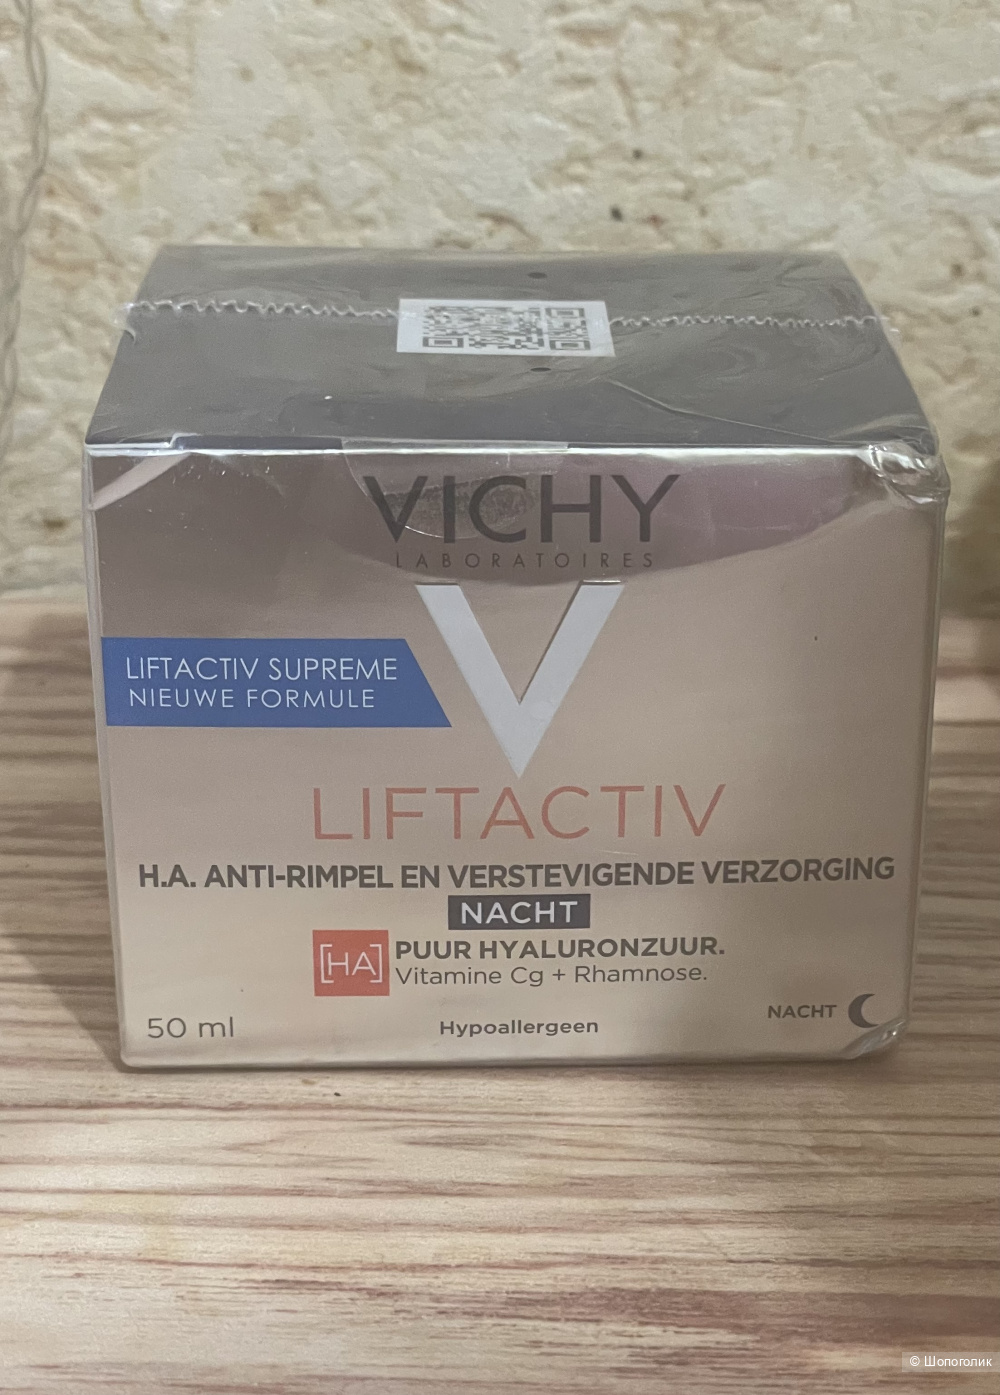 VICHY
LABORATOIRES
LIFTACTIV SUPREME
NIEUWE FORMULE
LIFTACTIV
H.A. ANTI-RIMPEL EN VERSTEVIGENDE VERZORGING
NACHT
[HA] PUUR HYALURONZUUR.
Vitamine Cg + Rhamnose.
NACHT
50 ml
Hypoallergeen
© Шопоголик